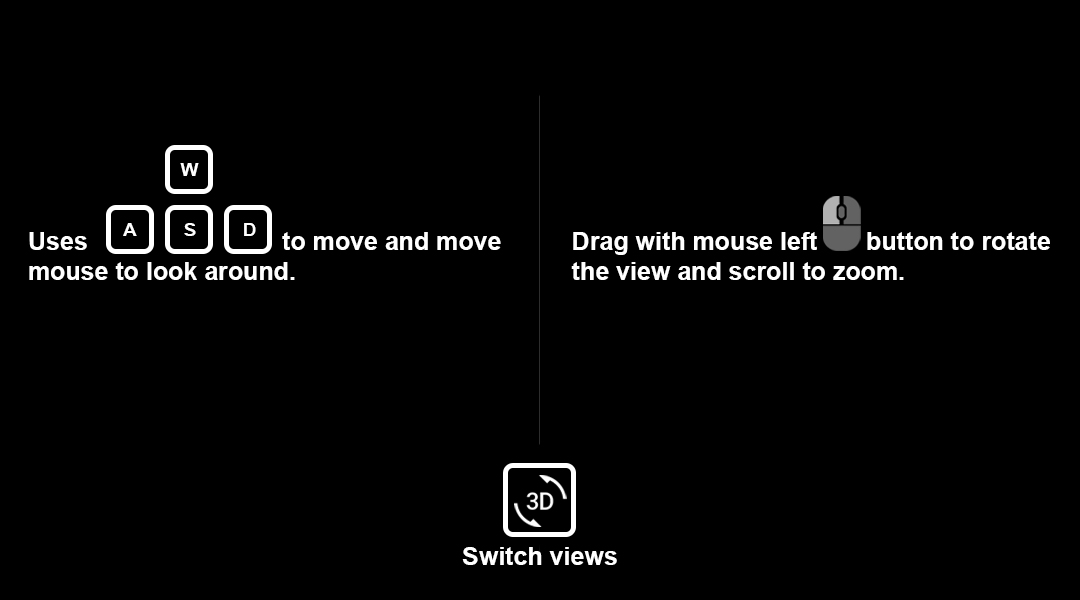 W
A S D
Uses to move and move
mouse to look around.
Drag with mouse left button to rotate
the view and scroll to zoom.
3D
Switch views